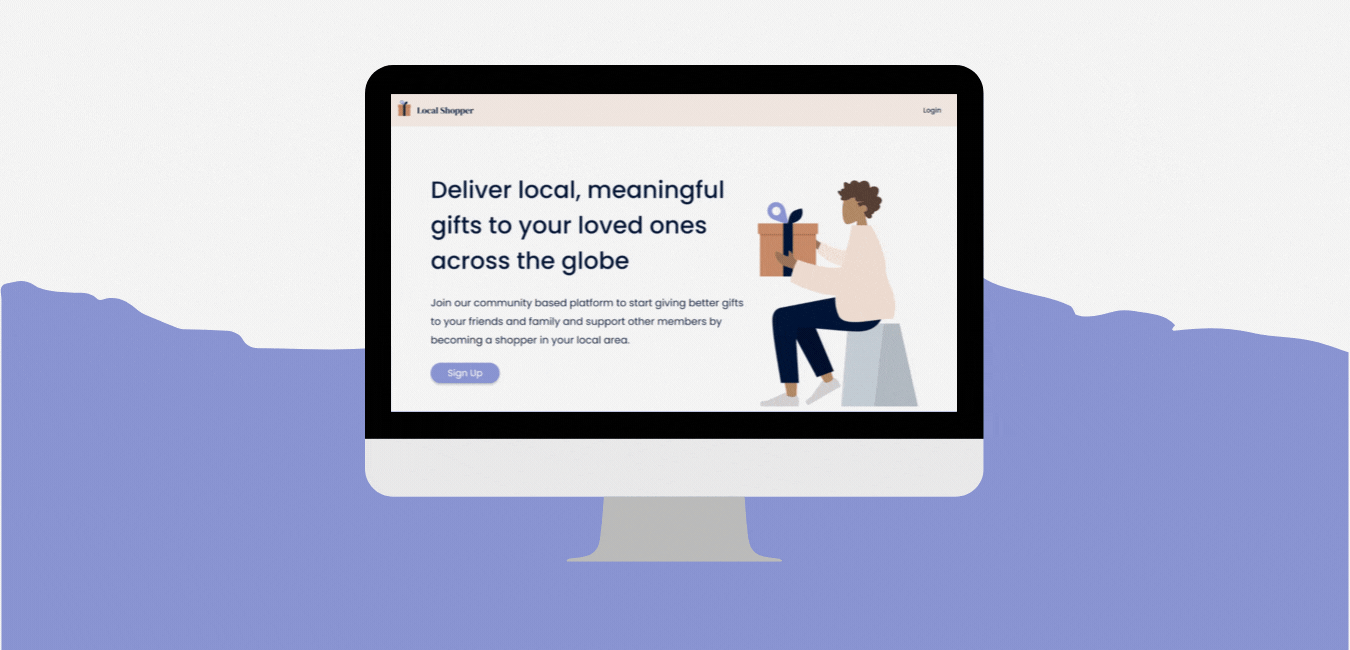 Local Shopper
Login
Deliver local, meaningful
gifts to your loved ones
across the globe
Join our community based platform to start giving better gifts
to your friends and family and support other members by
becoming a shopper in your local area.
Sign Up